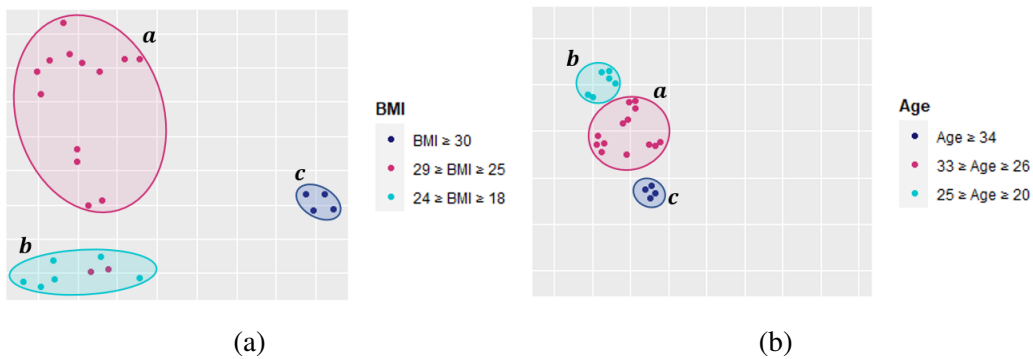 a
b
c
BMI
BMI ≥ 30
29 ≥ BMI ≥ 25
24 ≥ BMI ≥ 18
(a)
b
a
c
Age
Age ≥ 34
33 ≥ Age ≥ 26
25 ≥ Age ≥ 20
(b)